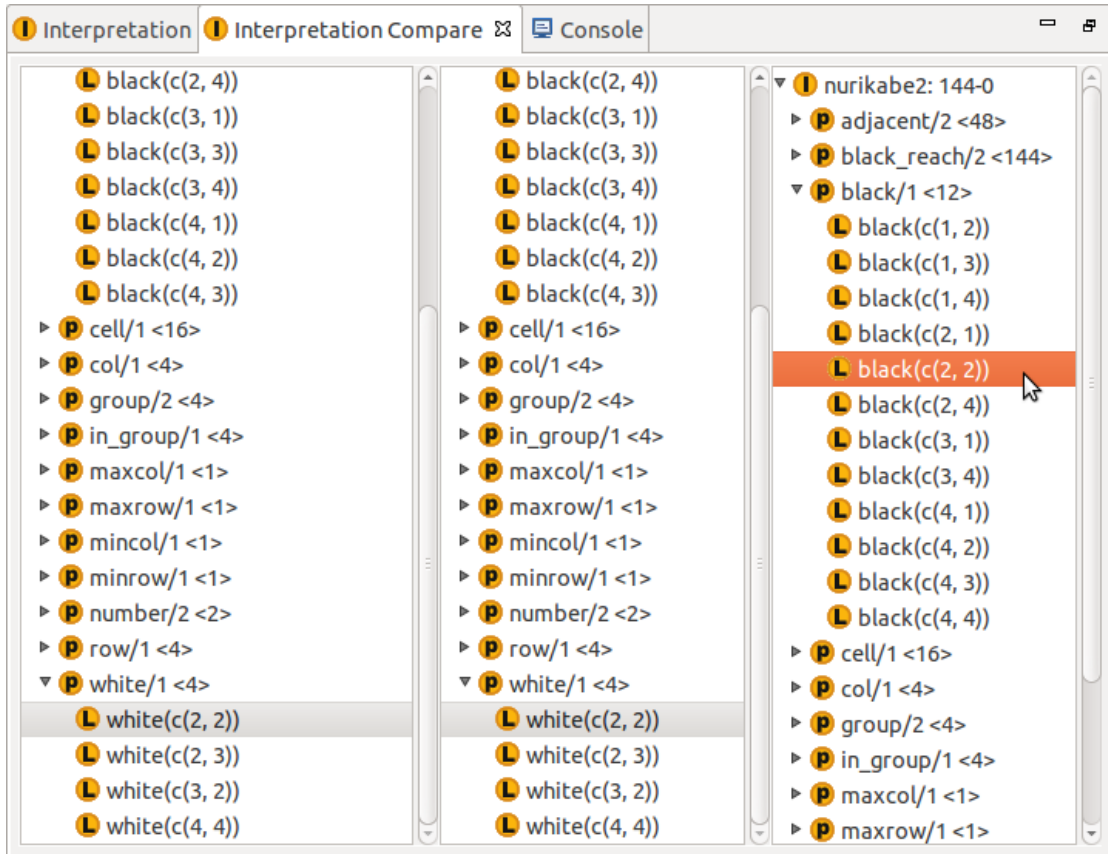 Interpretation
Interpretation Compare
Console
L black(c(2, 4))
L black(c(3, 1))
L black(c(3, 3))
L black(c(3, 4))
L black(c(4, 1))
L black(c(4, 2))
L black(c(4, 3))
P cell/1 <16>
P col/1 <4>
P group/2 <4>
P in_group/1 <4>
P maxcol/1 <1>
P maxrow/1 <1>
P mincol/1 <1>
P minrow/1 <1>
P number/2 <2>
P row/1 <4>
P white/1 <4>
L white(c(2, 2))
L white(c(2, 3))
L white(c(3, 2))
L white(c(4, 4))
L black(c(2, 4))
L black(c(3, 1))
L black(c(3, 3))
L black(c(3, 4))
L black(c(4, 1))
L black(c(4, 2))
L black(c(4, 3))
P cell/1 <16>
P col/1 <4>
P group/2 <4>
P in_group/1 <4>
P maxcol/1 <1>
P maxrow/1 <1>
P mincol/1 <1>
P minrow/1 <1>
P number/2 <2>
P row/1 <4>
P white/1 <4>
L white(c(2, 2))
L white(c(2, 3))
L white(c(3, 2))
L white(c(4, 4))
I nurikabe2: 144-0
P adjacent/2 <48>
P black_reach/2 <144>
P black/1 <12>
L black(c(1, 2))
L black(c(1, 3))
L black(c(1, 4))
L black(c(2, 1))
L black(c(2, 2))
L black(c(2, 4))
L black(c(3, 1))
L black(c(3, 4))
L black(c(4, 1))
L black(c(4, 2))
L black(c(4, 3))
L black(c(4, 4))
P cell/1 <16>
P col/1 <4>
P group/2 <4>
P in_group/1 <4>
P maxcol/1 <1>
P maxrow/1 <1>